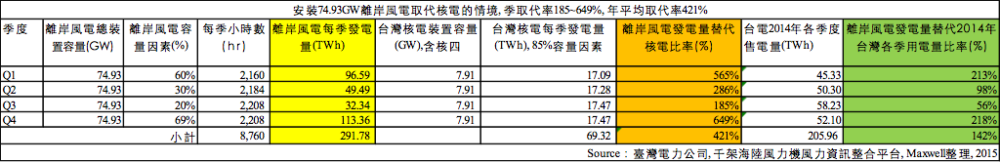 安裝74.93GW離岸風電取代核電的情境, 季取代率185~649%, 年平均取代率421%
季度 離岸風電總裝置容量(GW) 離岸風電容量因素(%) 每季小時數(hr) 離岸風電每季發電量(TWh) 台灣核電裝置容量(GW),含核四 台灣核電每季發電量(TWh), 85%容量因素 離岸風電發電量替代核電比率(%) 台電2014年各季度售電量(TWh) 離岸風電發電量替代2014年台灣各季用電量比率(%)
Q1 74.93 60% 2,160 96.59 7.91 17.09 565% 45.33 213%
Q2 74.93 30% 2,184 49.49 7.91 17.28 286% 50.30 98%
Q3 74.93 20% 2,208 32.34 7.91 17.47 185% 58.23 56%
Q4 74.93 69% 2,208 113.36 7.91 17.47 649% 52.10 218%
小計 8,760 291.78 69.32 421% 205.96 142%
Source : 臺灣電力公司, 千架海陸風力機風力資訊整合平台, Maxwell整理, 2015